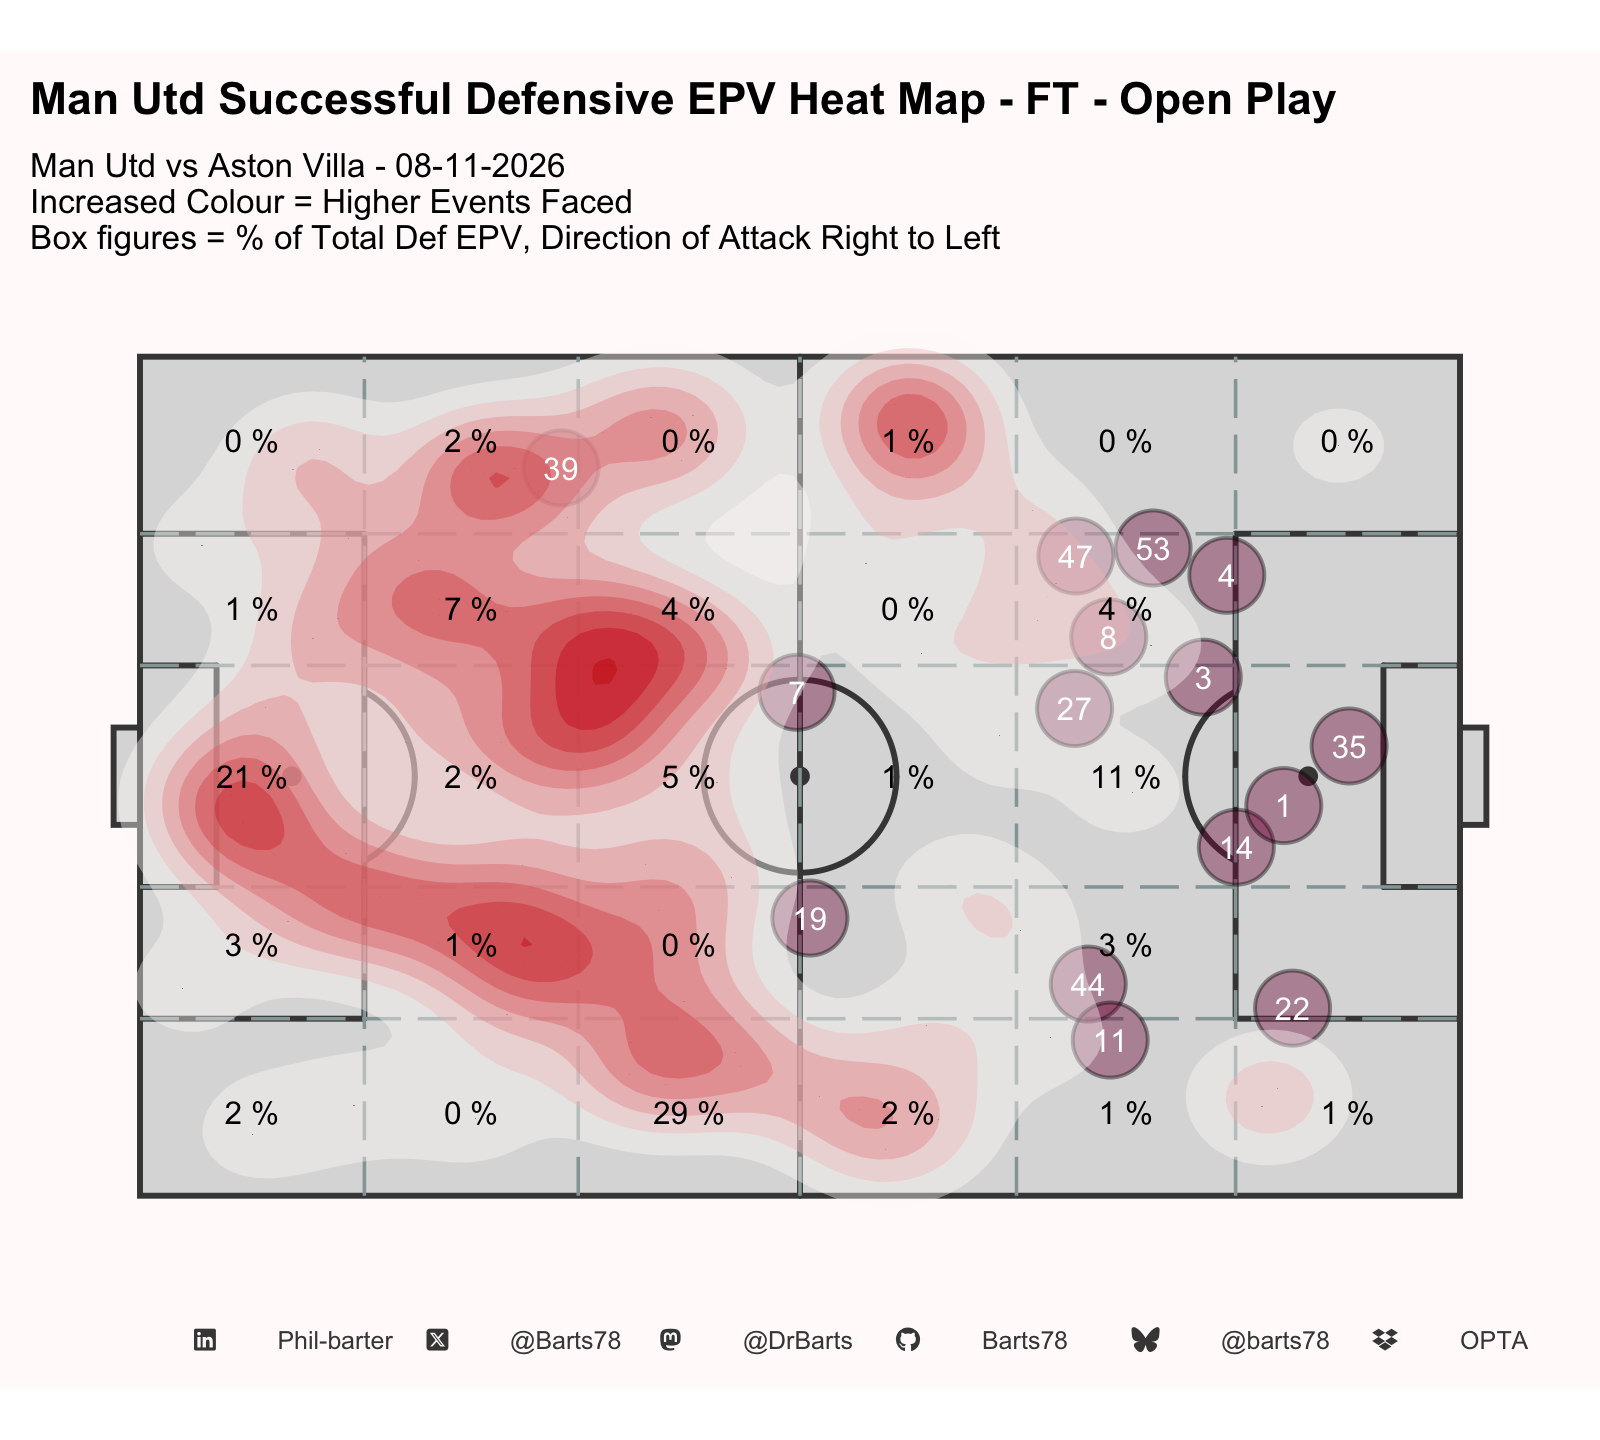 Man Utd Successful Defensive EPV Heat Map - FT - Open Play
Man Utd vs Aston Villa - 08-11-2026
Increased Colour = Higher Events Faced
Box figures = % of Total Def EPV, Direction of Attack Right to Left
0 % 2 % 0 % 1 % 0 % 0 %
39
47 53 4
1 % 7 % 4 % 0 % 4 %
8
7 3
27
35
21 % 2 % 5 % 1 % 11 %
1
14
19
3 % 1 % 0 % 3 %
44
22
11
2 % 0 % 29 % 2 % 1 % 1 %
in Phil-barter X @Barts78 m @DrBarts Barts78 @barts78 OPTA